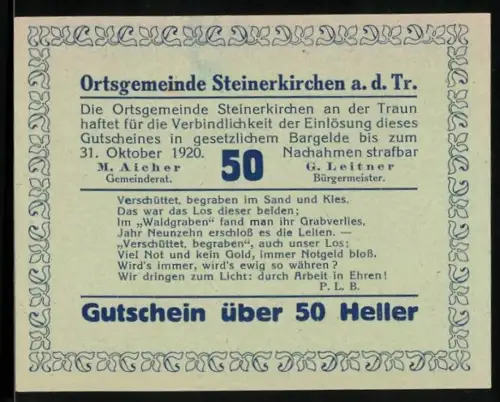 Ortsgemeinde Steinerkirchen a. d. Tr.
Die Ortsgemeinde Steinerkirchen an der Traun
haftet für die Verbindlichkeit der Einlösung dieses
Gutscheines in gesetzlichem Bargelde bis zum
31. Oktober 1920. 50 Nachahmen strafbar
M. Aicher G. Leitner
Gemeinderat. Bürgermeister.
Verschüttet, begraben im Sand und Kies,
Das war das Los dieser beiden;
Im „Waldgraben" fand man ihr Grabverlies,
Jahr Neunzehn erschloß es die Leiten. —
„Verschüttet, begraben", auch unser Los;
Viel Not und kein Gold, immer Notgeld bloß.
Wird's immer, wird's ewig so währen?
Wir dringen zum Licht: durch Arbeit in Ehren!
P. L. B.
Gutschein über 50 Heller